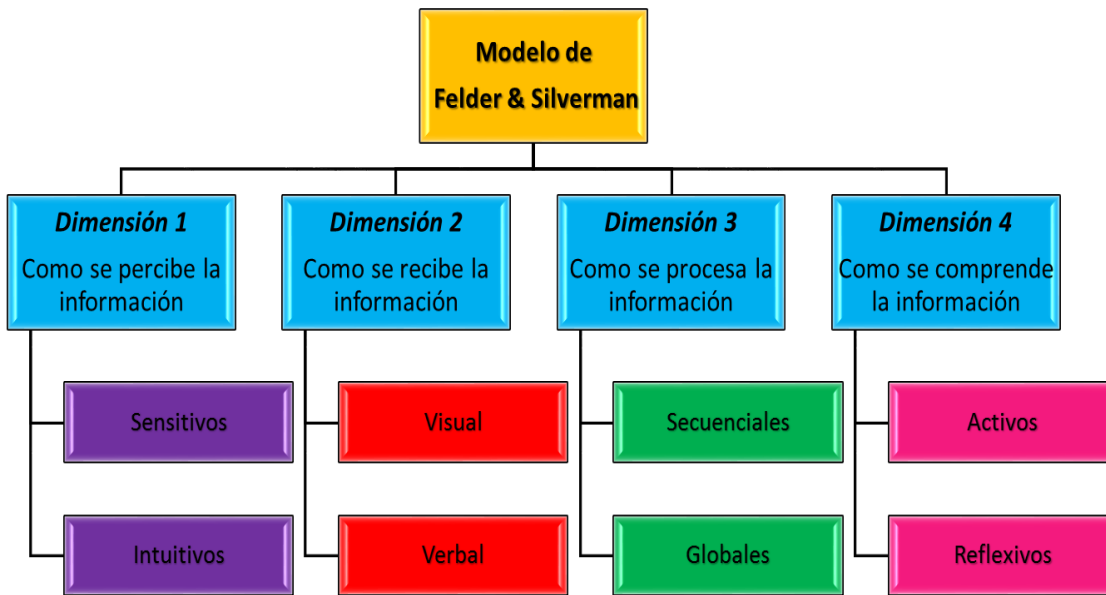 Modelo de
Felder & Silverman
Dimensión 1
Como se percibe la
información
Dimensión 2
Como se recibe la
información
Dimensión 3
Como se procesa la
información
Dimensión 4
Como se comprende
la información
Sensitivos
Visual
Secuenciales
Activos
Intuitivos
Verbal
Globales
Reflexivos